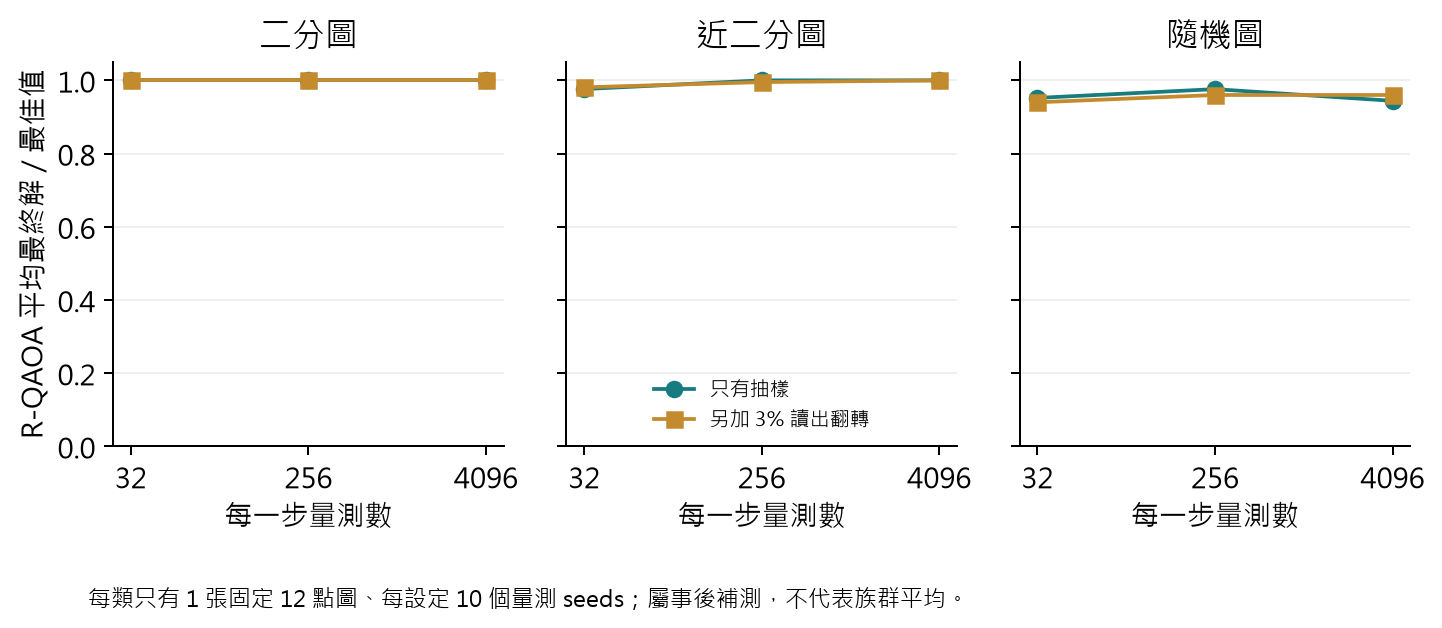 二分圖
近二分圖
隨機圖
R-QAOA 平均最終解 / 最佳值
1.0
0.8
0.6
0.4
0.2
0.0
只有抽樣
另加 3% 讀出翻轉
32 256 4096
32 256 4096
32 256 4096
每一步量測數
每一步量測數
每一步量測數
每類只有 1 張固定 12 點圖、每設定 10 個量測 seeds；屬事後補測，不代表族群平均。